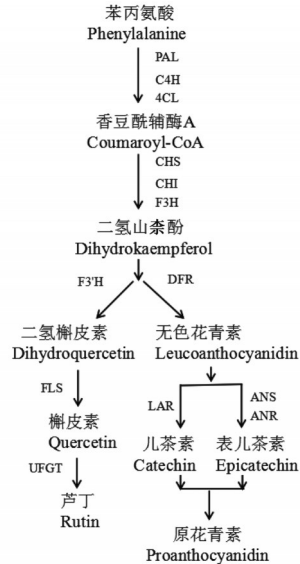 苯丙氨酸
Phenylalanine
PAL
C4H
4CL
香豆酰辅酶A
Coumaroyl-CoA
CHS
CHI
F3H
二氢山柰酚
Dihydrokaempferol
F3'H DFR
二氢槲皮素 无色花青素
Dihydroquercetin Leucoanthocyanidin
FLS LAR ANS
ANR
槲皮素 儿茶素 表儿茶素
Quercetin Catechin Epicatechin
UFGT
芦丁 原花青素
Rutin Proanthocyanidin